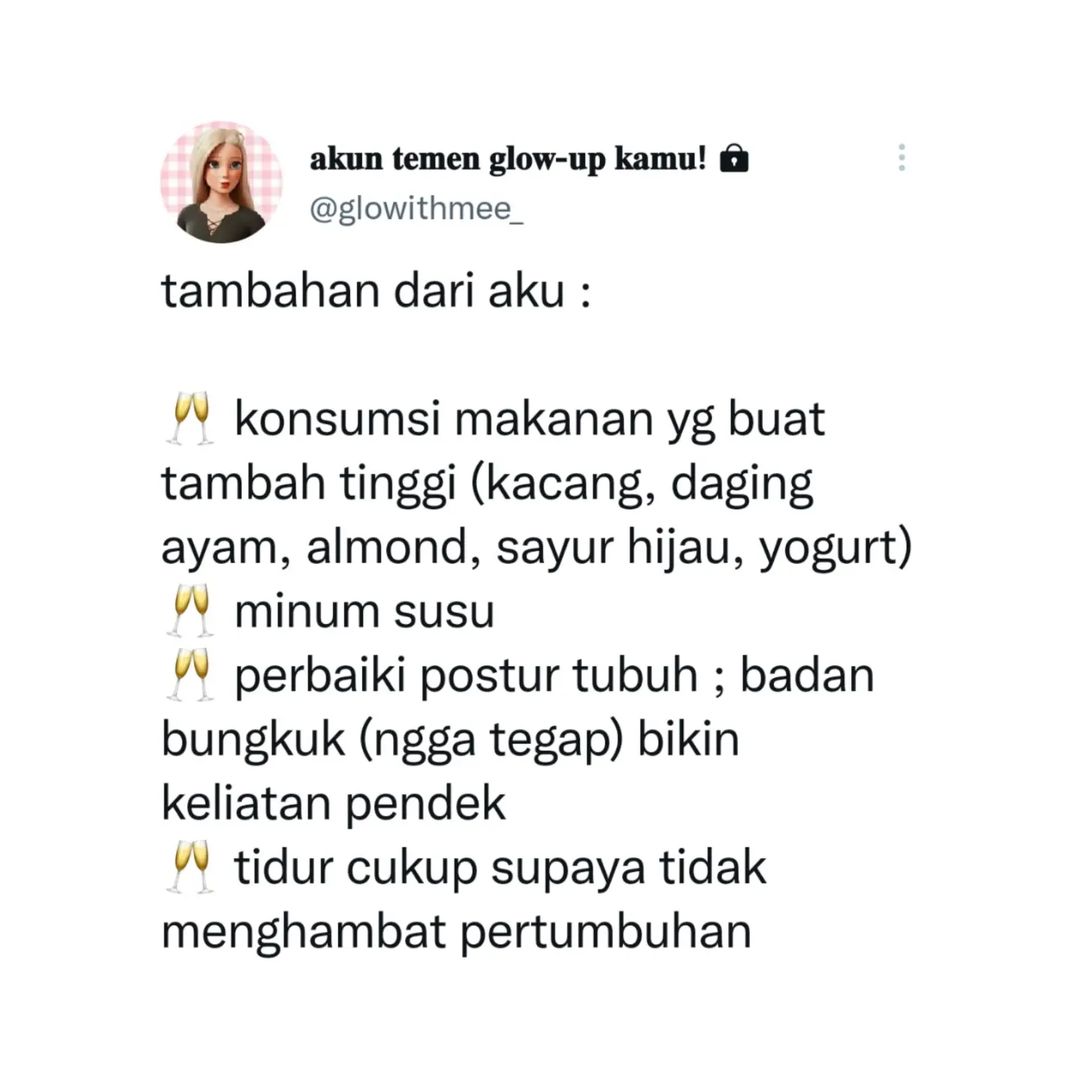 akun temen glow-up kamu! 🔒
@glowithmee_
tambahan dari aku :
🥂 konsumsi makanan yg buat
tambah tinggi (kacang, daging
ayam, almond, sayur hijau, yogurt)
🥂 minum susu
🥂 perbaiki postur tubuh ; badan
bungkuk (ngga tegap) bikin
keliatan pendek
🥂 tidur cukup supaya tidak
menghambat pertumbuhan